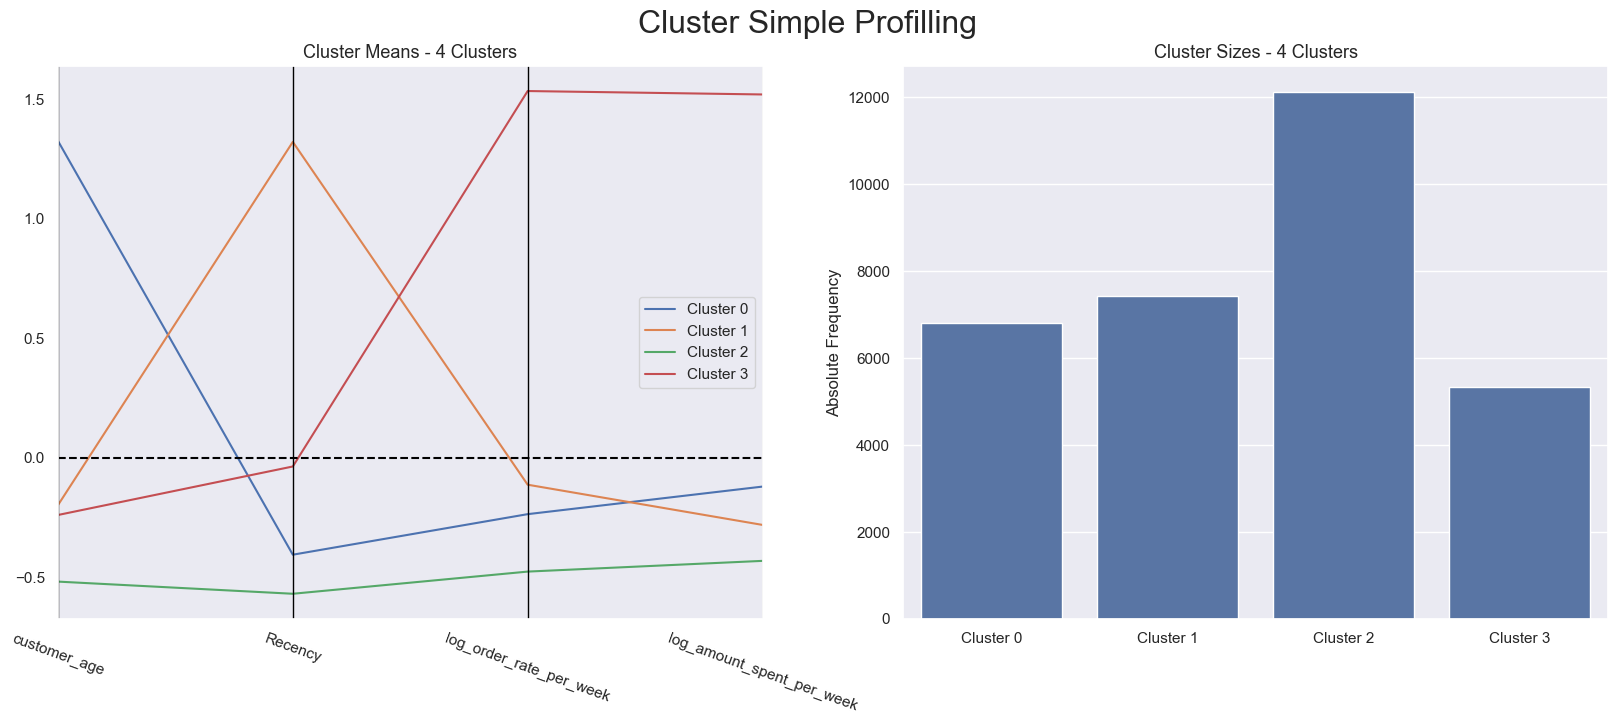 Cluster Simple Profilling
Cluster Means - 4 Clusters
1.5
1.0
0.5
0.0
−0.5
customer_age
Recency
log_order_rate_per_week
log_amount_spent_per_week
Cluster 0
Cluster 1
Cluster 2
Cluster 3
Cluster Sizes - 4 Clusters
Absolute Frequency
12000
10000
8000
6000
4000
2000
0
Cluster 0
Cluster 1
Cluster 2
Cluster 3